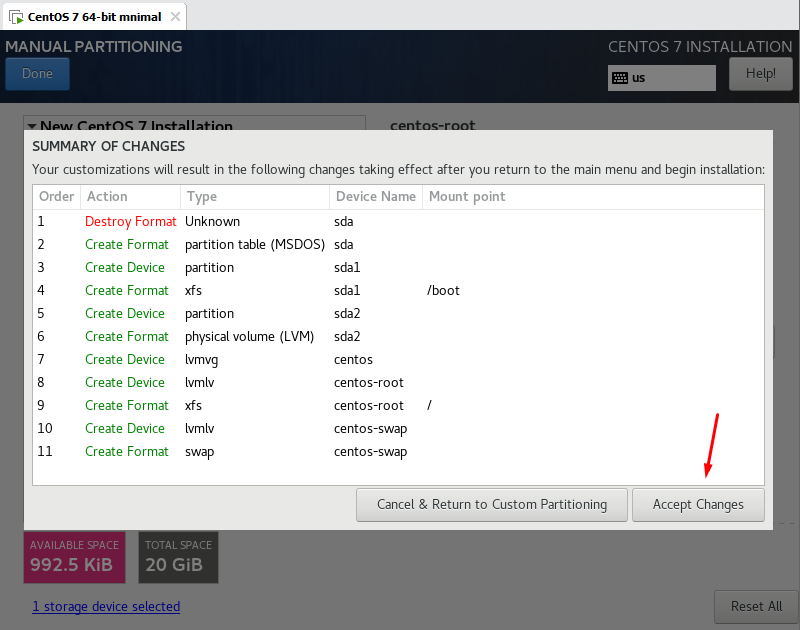 CentOS 7 64-bit mnimal
MANUAL PARTITIONING
CENTOS 7 INSTALLATION
Done
us
Help!
New CentOS 7 Installation
centos-root
SUMMARY OF CHANGES
Your customizations will result in the following changes taking effect after you return to the main menu and begin installation:
Order Action Type Device Name Mount point
1 Destroy Format Unknown sda
2 Create Format partition table (MSDOS) sda
3 Create Device partition sda1
4 Create Format xfs sda1 /boot
5 Create Device partition sda2
6 Create Format physical volume (LVM) sda2
7 Create Device lvmvg centos
8 Create Device lvmlv centos-root
9 Create Format xfs centos-root /
10 Create Device lvmlv centos-swap
11 Create Format swap centos-swap
Cancel & Return to Custom Partitioning
Accept Changes
AVAILABLE SPACE
992.5 KiB
TOTAL SPACE
20 GiB
1 storage device selected
Reset All